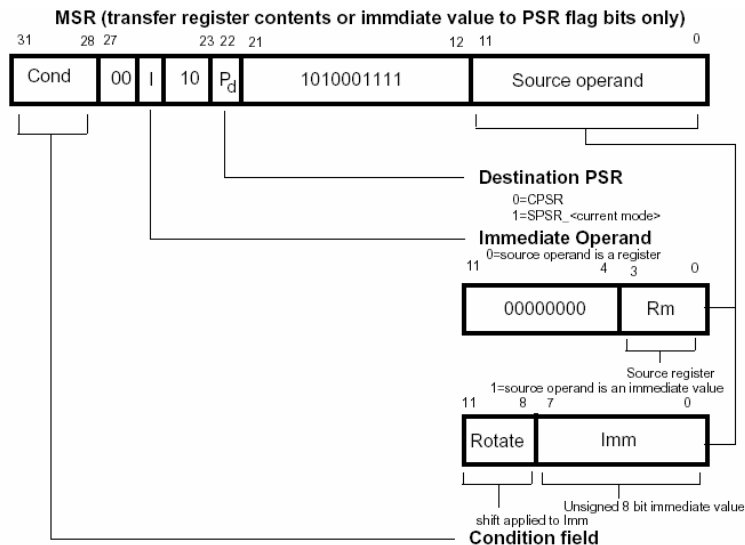 MSR (transfer register contents or immdiate value to PSR flag bits only)
31 28 27 23 22 21 12 11 0
Cond 00 I 10 Pd 1010001111 Source operand
Destination PSR
0=CPSR
1=SPSR_<current mode>
Immediate Operand
0=source operand is a register
11 4 3 0
00000000 Rm
Source register
1=source operand is an immediate value
11 8 7 0
Rotate Imm
Unsigned 8 bit immediate value
shift applied to Imm
Condition field